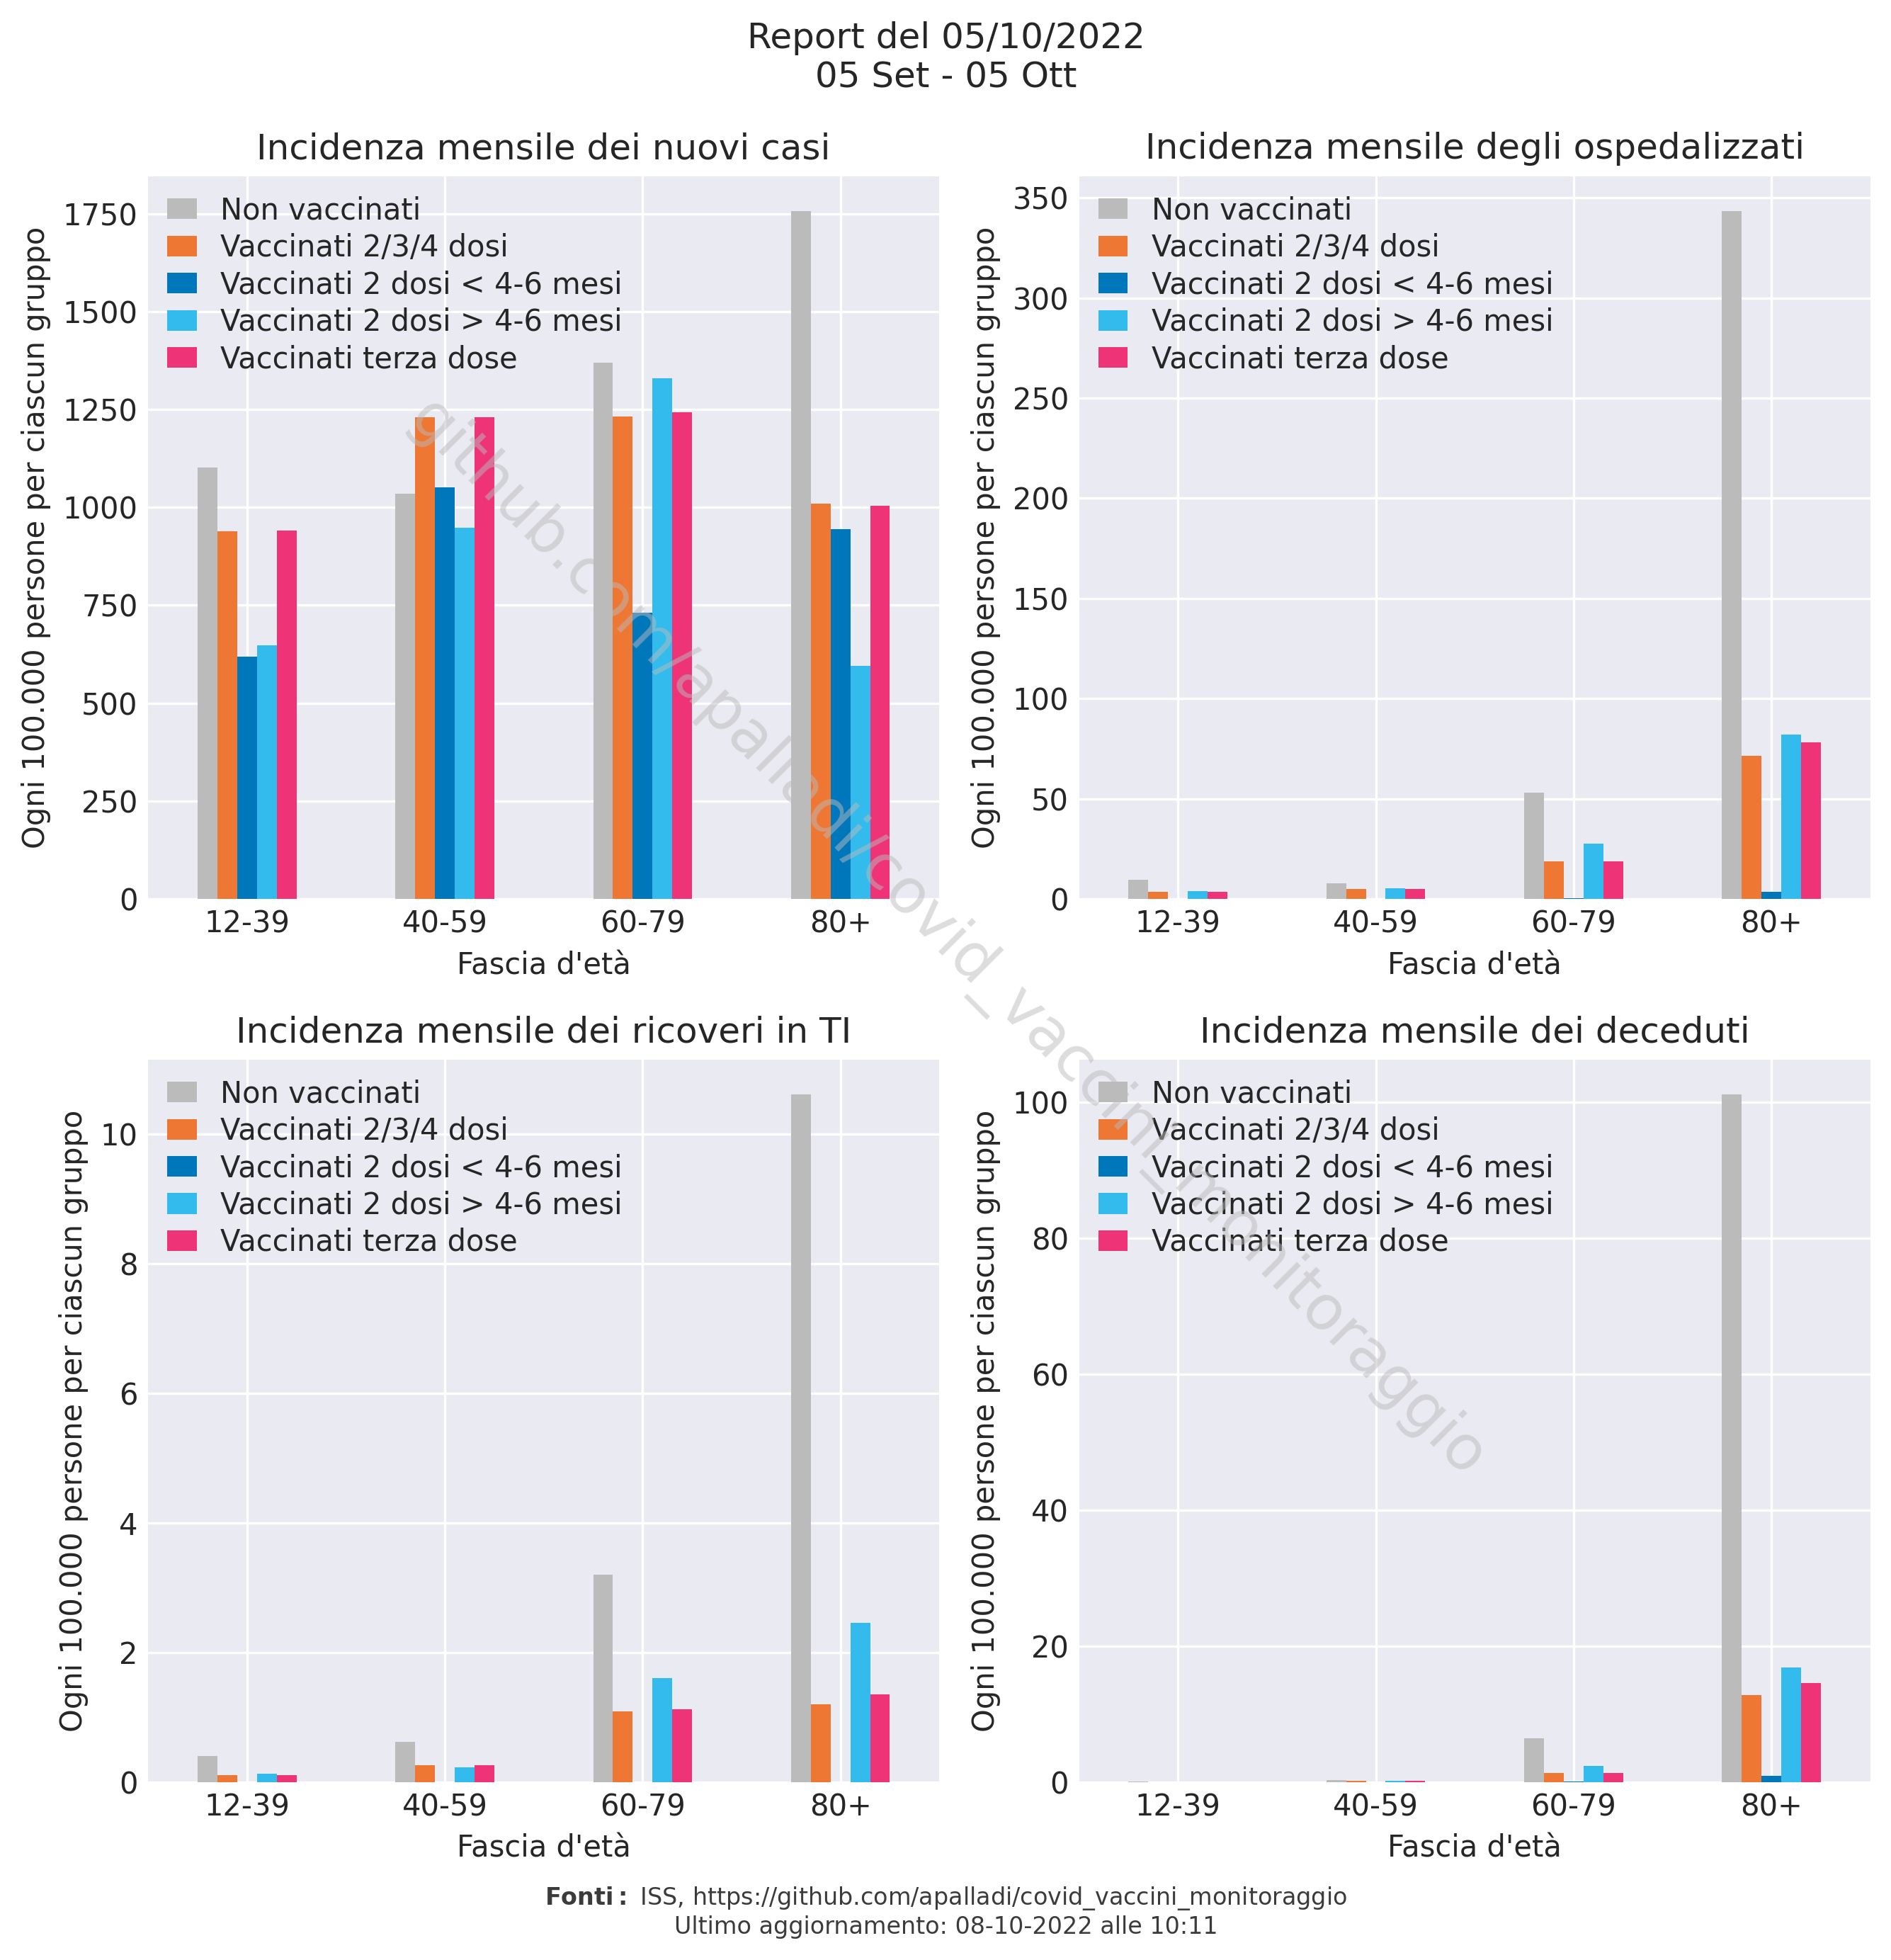 Report del 05/10/2022
05 Set - 05 Ott
Incidenza mensile dei nuovi casi
Ogni 100.000 persone per ciascun gruppo
1750
1500
1250
1000
750
500
250
0
Non vaccinati
Vaccinati 2/3/4 dosi
Vaccinati 2 dosi < 4-6 mesi
Vaccinati 2 dosi > 4-6 mesi
Vaccinati terza dose
12-39 40-59 60-79 80+
Fascia d'età
Incidenza mensile degli ospedalizzati
Ogni 100.000 persone per ciascun gruppo
350
300
250
200
150
100
50
0
Non vaccinati
Vaccinati 2/3/4 dosi
Vaccinati 2 dosi < 4-6 mesi
Vaccinati 2 dosi > 4-6 mesi
Vaccinati terza dose
12-39 40-59 60-79 80+
Fascia d'età
Incidenza mensile dei ricoveri in TI
Ogni 100.000 persone per ciascun gruppo
10
8
6
4
2
0
Non vaccinati
Vaccinati 2/3/4 dosi
Vaccinati 2 dosi < 4-6 mesi
Vaccinati 2 dosi > 4-6 mesi
Vaccinati terza dose
12-39 40-59 60-79 80+
Fascia d'età
Incidenza mensile dei deceduti
Ogni 100.000 persone per ciascun gruppo
100
80
60
40
20
0
Non vaccinati
Vaccinati 2/3/4 dosi
Vaccinati 2 dosi < 4-6 mesi
Vaccinati 2 dosi > 4-6 mesi
Vaccinati terza dose
12-39 40-59 60-79 80+
Fascia d'età
github.com/apalladi/covid_vaccini_monitoraggio
Fonti: ISS, https://github.com/apalladi/covid_vaccini_monitoraggio
Ultimo aggiornamento: 08-10-2022 alle 10:11